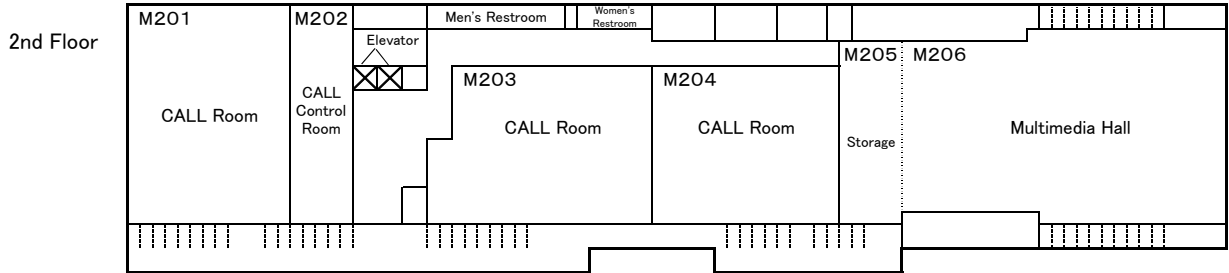 2nd Floor
M201
CALL Room
M202
CALL
Control
Room
Elevator
Men's Restroom
Women's
Restroom
M203
CALL Room
M204
CALL Room
M205
Storage
M206
Multimedia Hall